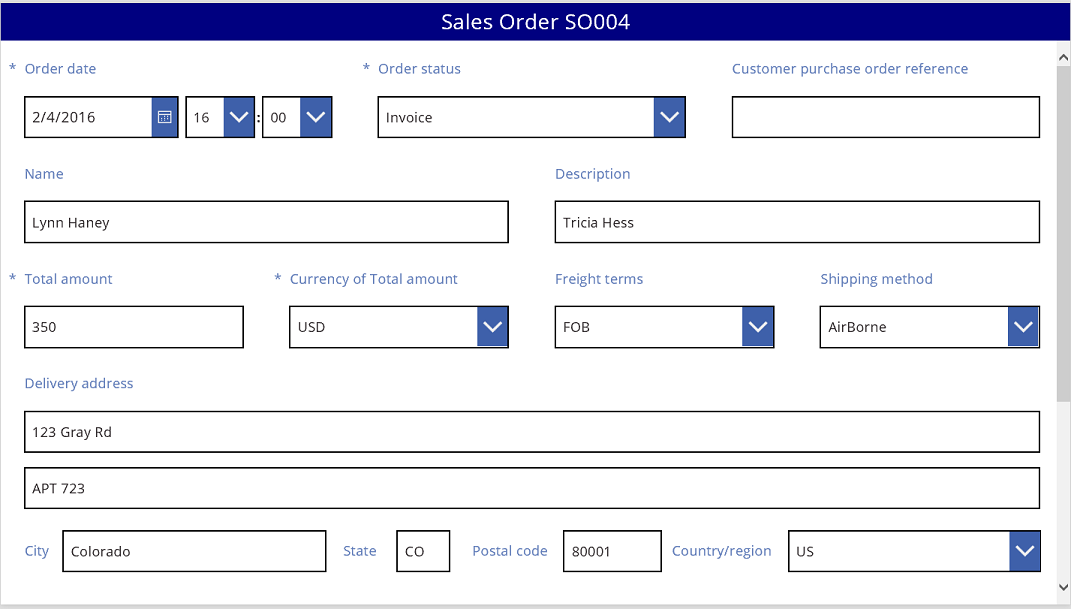 Sales Order SO004
* Order date * Order status Customer purchase order reference
2/4/2016 16 : 00 Invoice
Name Description
Lynn Haney Tricia Hess
* Total amount * Currency of Total amount Freight terms Shipping method
350 USD FOB AirBorne
Delivery address
123 Gray Rd
APT 723
City Colorado State CO Postal code 80001 Country/region US